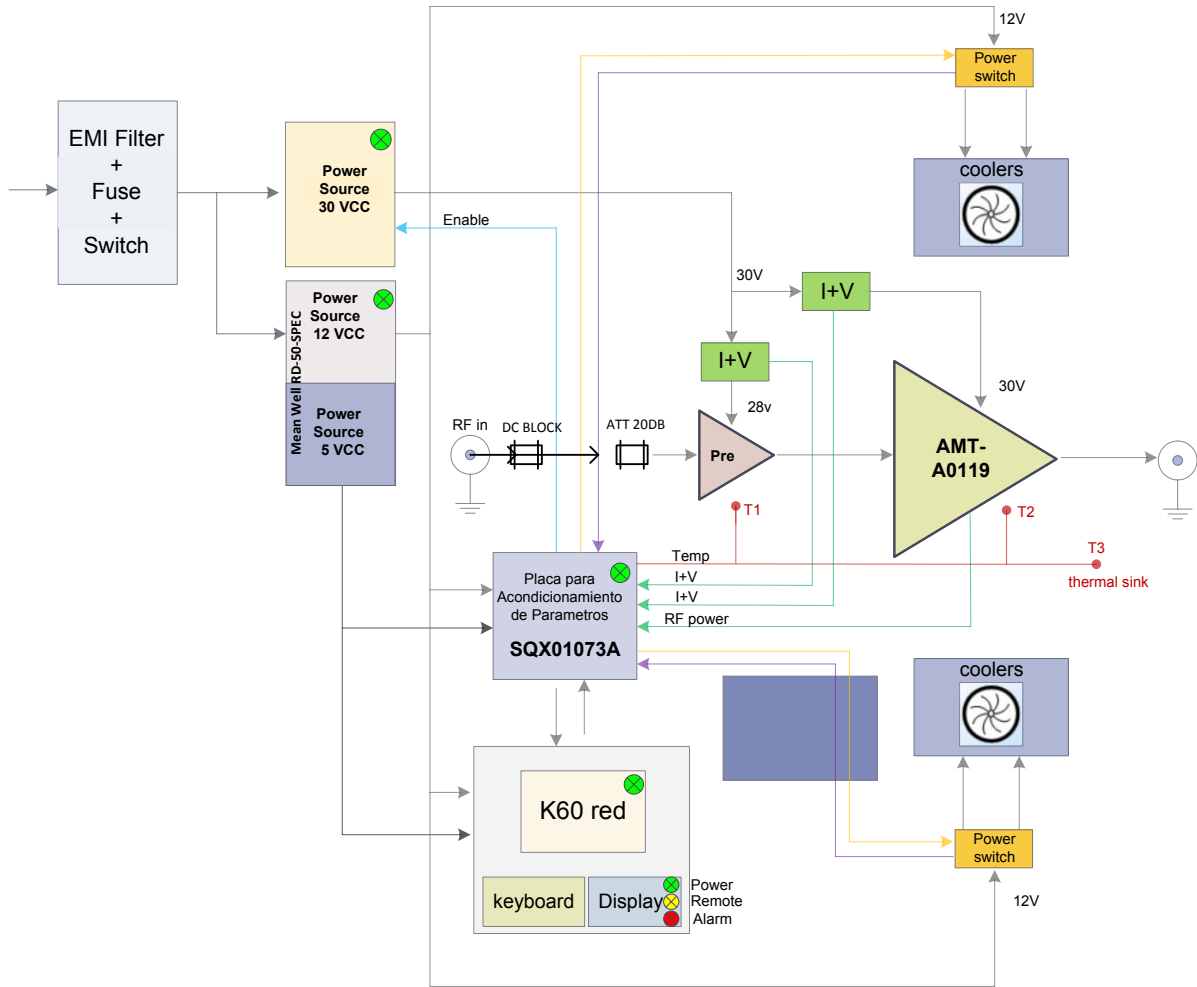 12V
Power
switch
EMI Filter
+
Fuse
+
Switch
Power
Source
30 VCC
coolers
Enable
30V
I+V
Mean Well RD-50-SPEC
Power
Source
12 VCC
I+V
30V
28v
Power
Source
5 VCC
RF in
DC BLOCK
ATT 20DB
Pre
AMT-
A0119
T1
T2
T3
thermal sink
Temp
I+V
I+V
RF power
Placa para
Acondicionamiento
de Parametros
SQX01073A
coolers
K60 red
Power
switch
keyboard
Display
Power
Remote
Alarm
12V